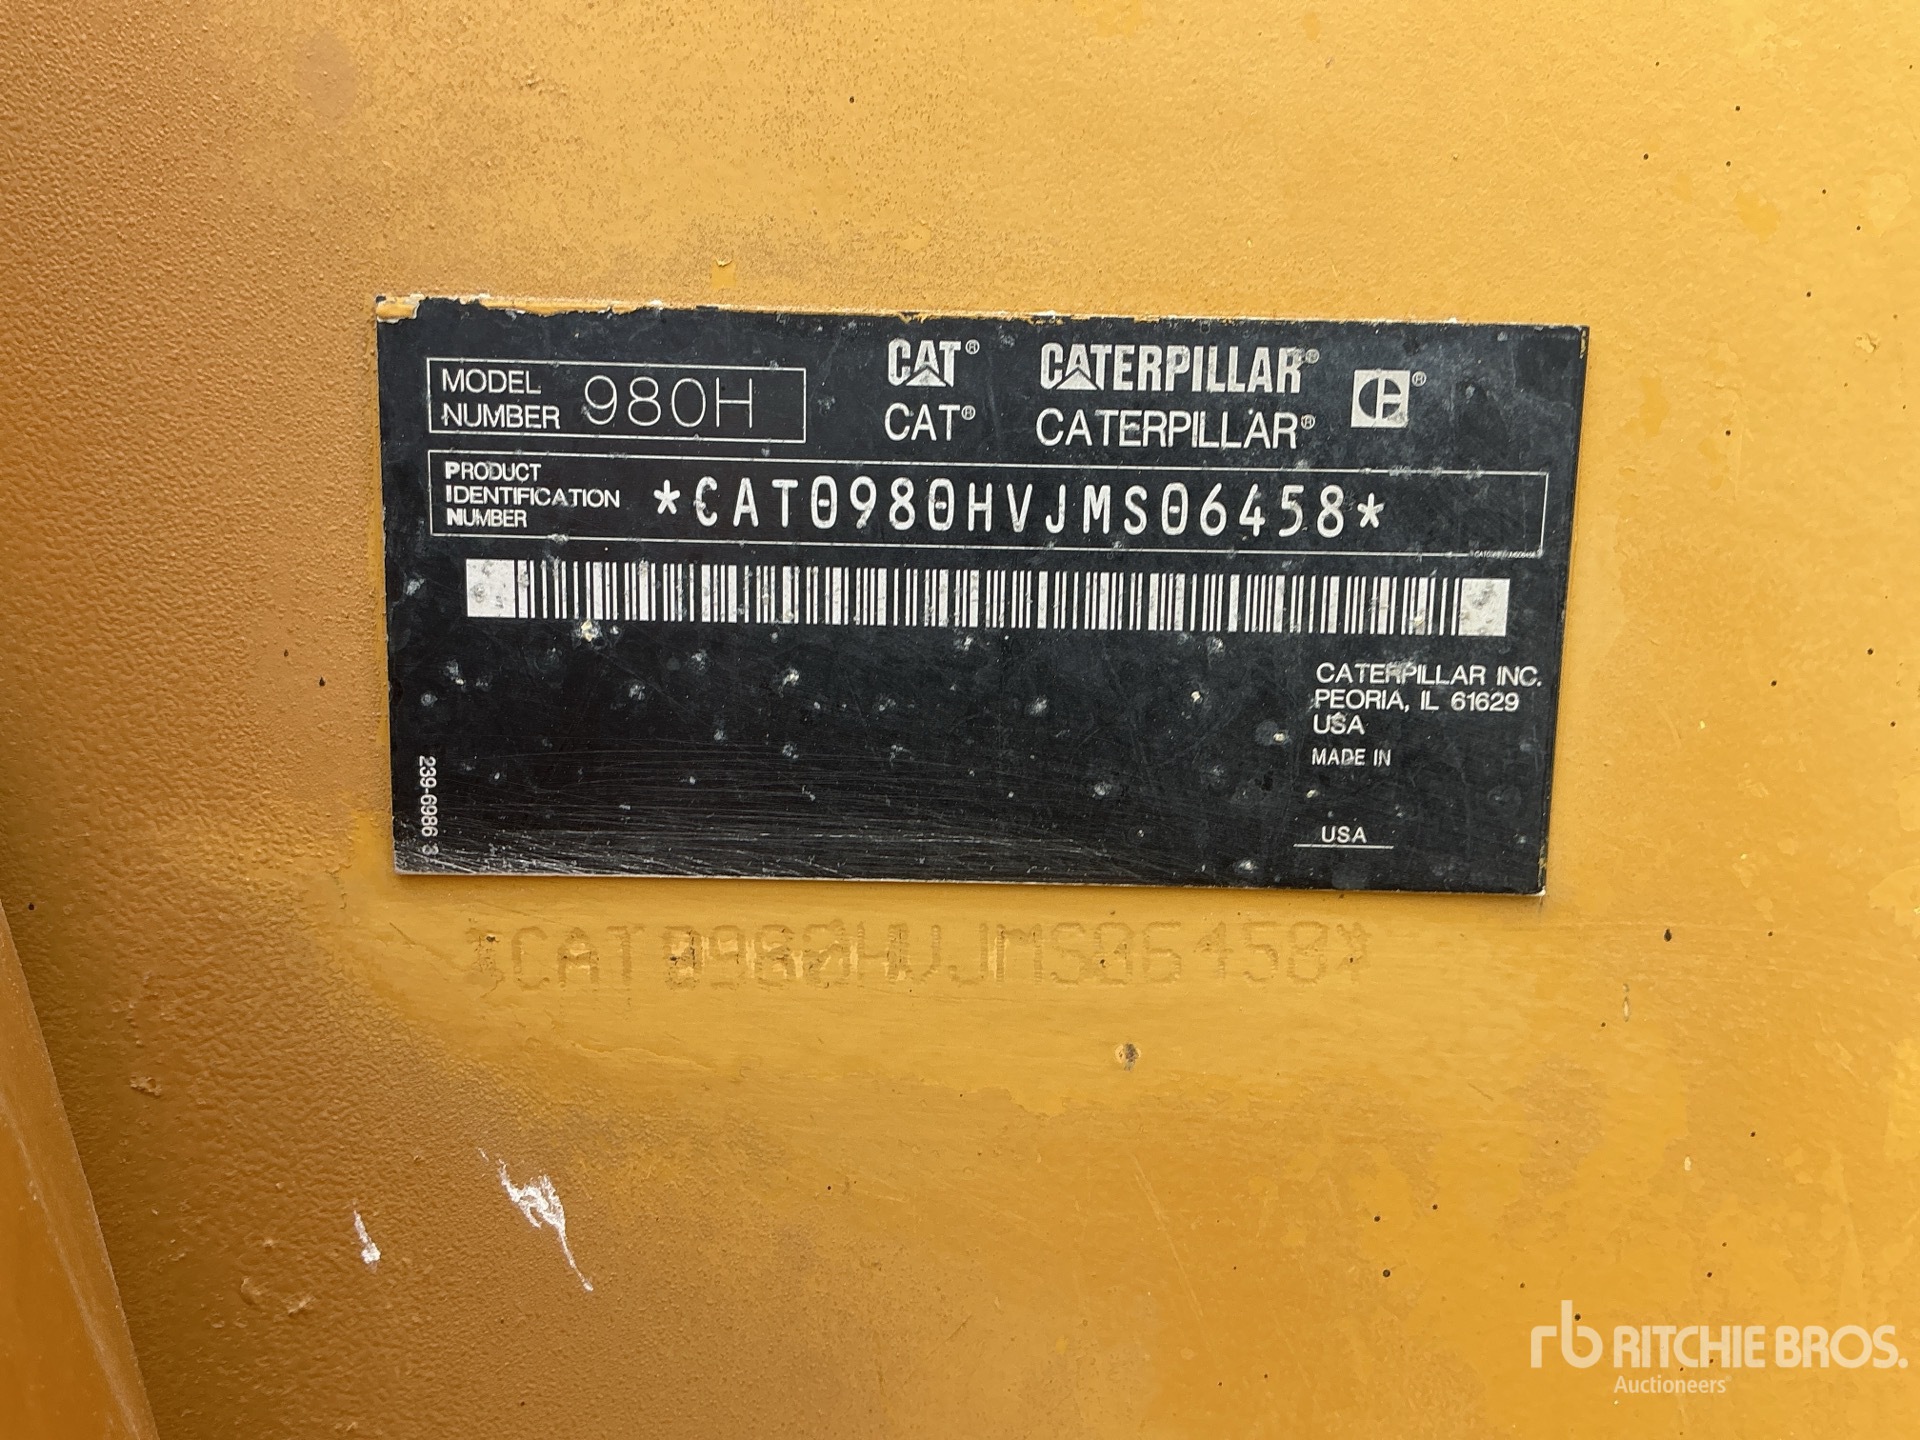 MODEL NUMBER 980H
CAT® CATERPILLAR®
CAT® CATERPILLAR®
PRODUCT IDENTIFICATION NUMBER *CAT0980HVJMS06458*
CATERPILLAR INC.
PEORIA, IL 61629
USA
MADE IN
USA
239-6986 3
*CAT0980HVJMS06458*
rb RITCHIE BROS.
Auctioneers